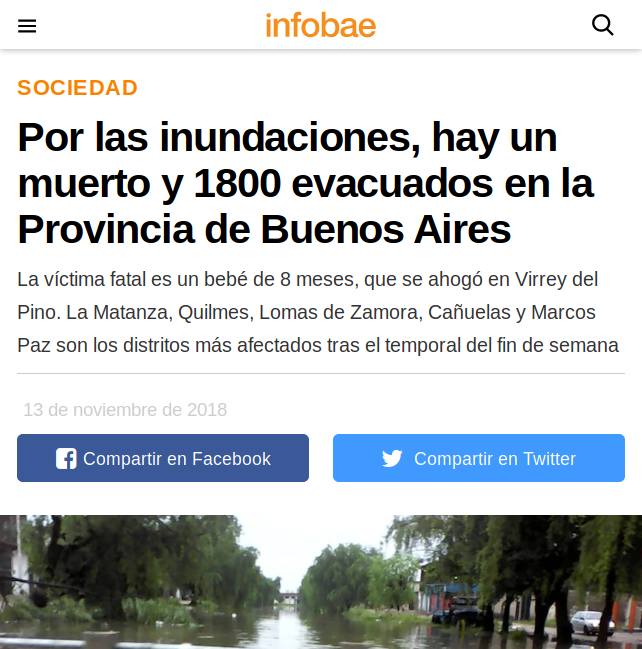 infobae
SOCIEDAD
Por las inundaciones, hay un
muerto y 1800 evacuados en la
Provincia de Buenos Aires
La víctima fatal es un bebé de 8 meses, que se ahogó en Virrey del
Pino. La Matanza, Quilmes, Lomas de Zamora, Cañuelas y Marcos
Paz son los distritos más afectados tras el temporal del fin de semana
13 de noviembre de 2018
Compartir en Facebook
Compartir en Twitter